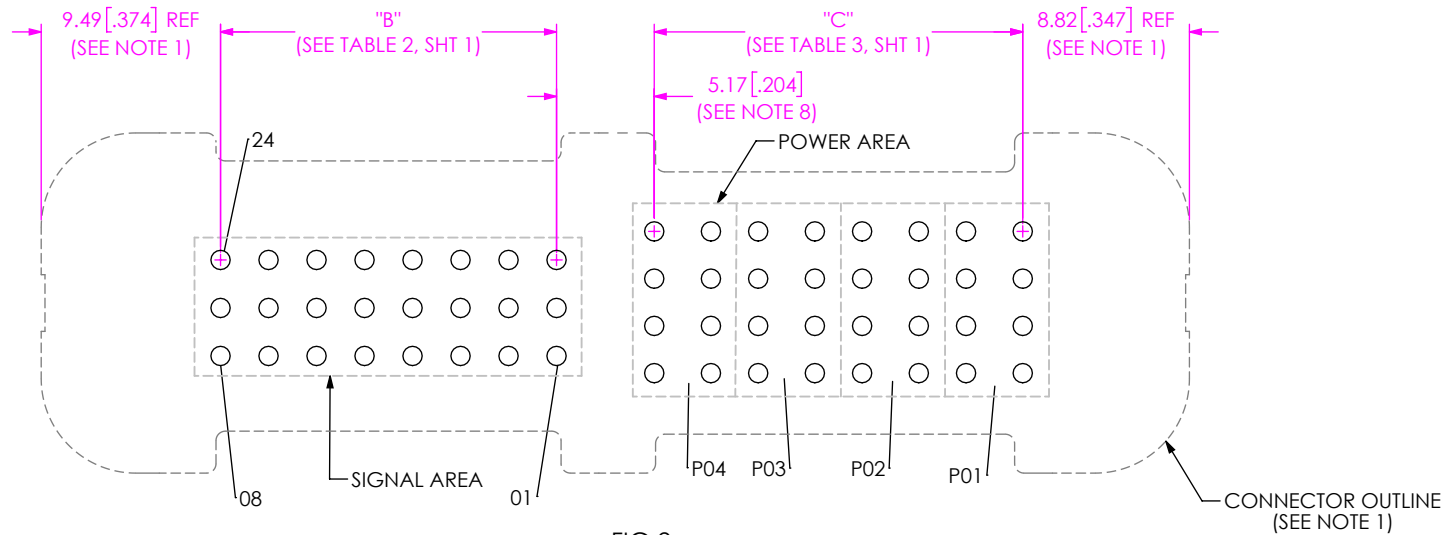 9.49[.374] REF
(SEE NOTE 1)
"B"
(SEE TABLE 2, SHT 1)
"C"
(SEE TABLE 3, SHT 1)
8.82[.347] REF
(SEE NOTE 1)
5.17[.204]
(SEE NOTE 8)
24
POWER AREA
SIGNAL AREA
08
01
P04
P03
P02
P01
CONNECTOR OUTLINE
(SEE NOTE 1)